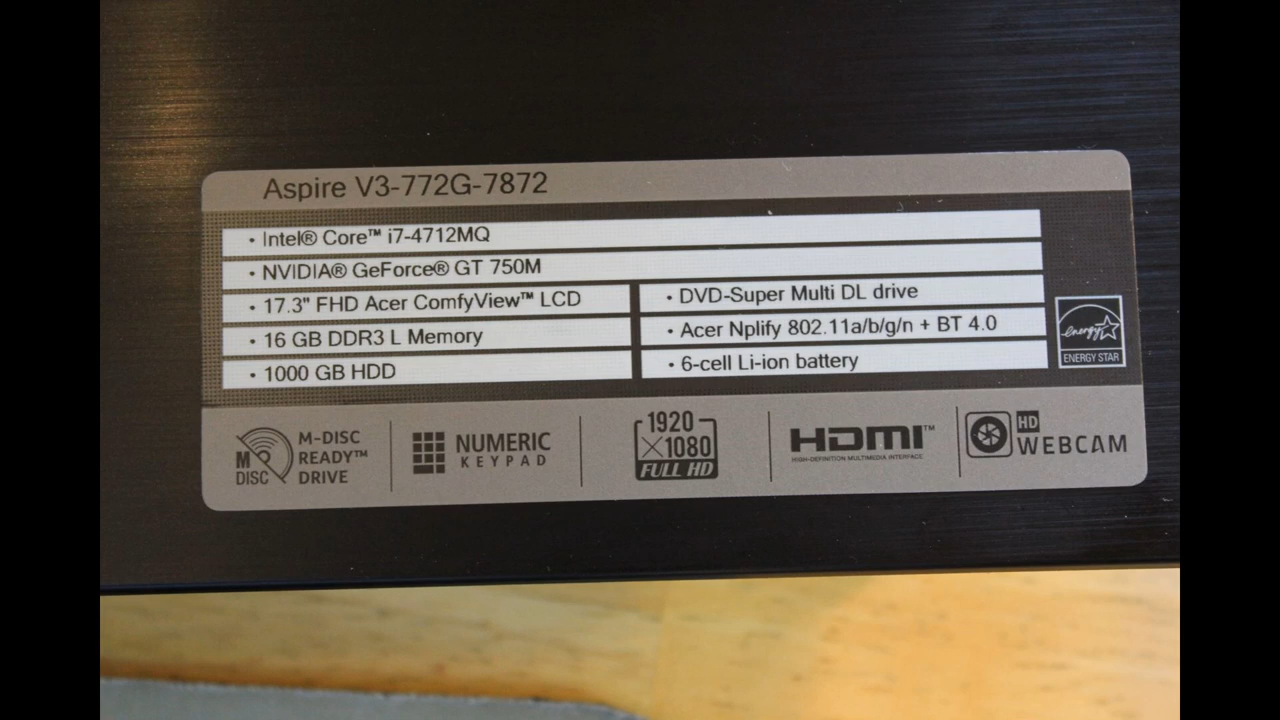 Aspire V3-772G-7872
• Intel® Core™ i7-4712MQ
• NVIDIA® GeForce® GT 750M
• 17.3" FHD Acer ComfyView™ LCD
• 16 GB DDR3 L Memory
• 1000 GB HDD
• DVD-Super Multi DL drive
• Acer Nplify 802.11a/b/g/n + BT 4.0
• 6-cell Li-ion battery
energy
ENERGY STAR
M
DISC
M-DISC
READY™
DRIVE
NUMERIC
KEYPAD
1920
×1080
FULL HD
HDMI™
HIGH-DEFINITION MULTIMEDIA INTERFACE
HD
WEBCAM